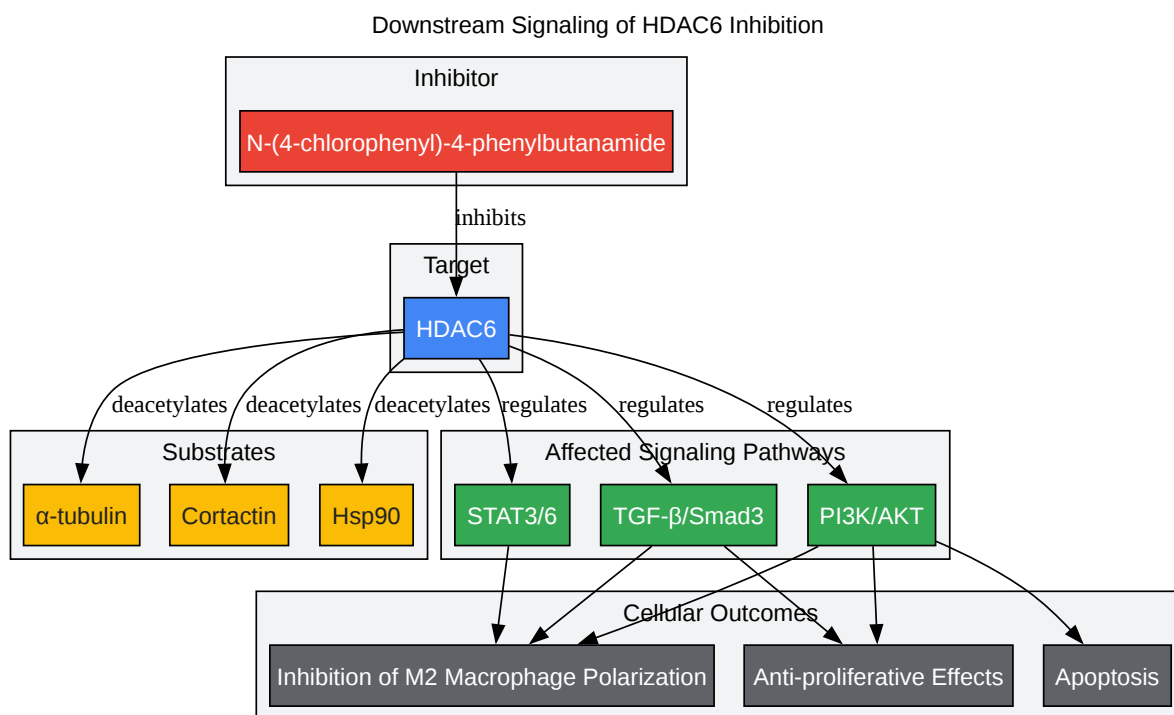 Downstream Signaling of HDAC6 Inhibition
Inhibitor
N-(4-chlorophenyl)-4-phenylbutanamide
inhibits
Target
HDAC6
deacetylates
deacetylates
deacetylates
regulates
regulates
regulates
Substrates
Affected Signaling Pathways
α-tubulin
Cortactin
Hsp90
STAT3/6
TGF-β/Smad3
PI3K/AKT
Cellular Outcomes
Inhibition of M2 Macrophage Polarization
Anti-proliferative Effects
Apoptosis